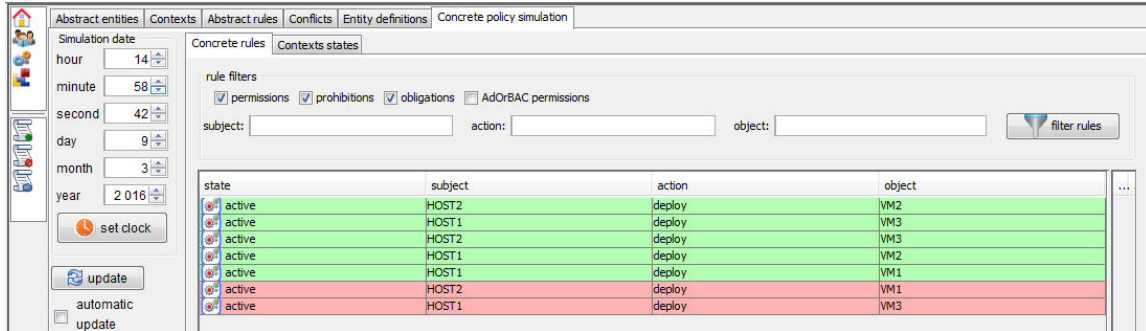 Abstract entities Contexts Abstract rules Conflicts Entity definitions Concrete policy simulation
Simulation date
hour 14
minute 58
second 42
day 9
month 3
year 2 016
set clock
update
automatic
update
Concrete rules Contexts states
rule filters
permissions prohibitions obligations AdOrBAC permissions
subject: action: object: filter rules
state subject action object ...
active HOST2 deploy VM2
active HOST1 deploy VM3
active HOST2 deploy VM3
active HOST1 deploy VM2
active HOST1 deploy VM1
active HOST2 deploy VM1
active HOST1 deploy VM3